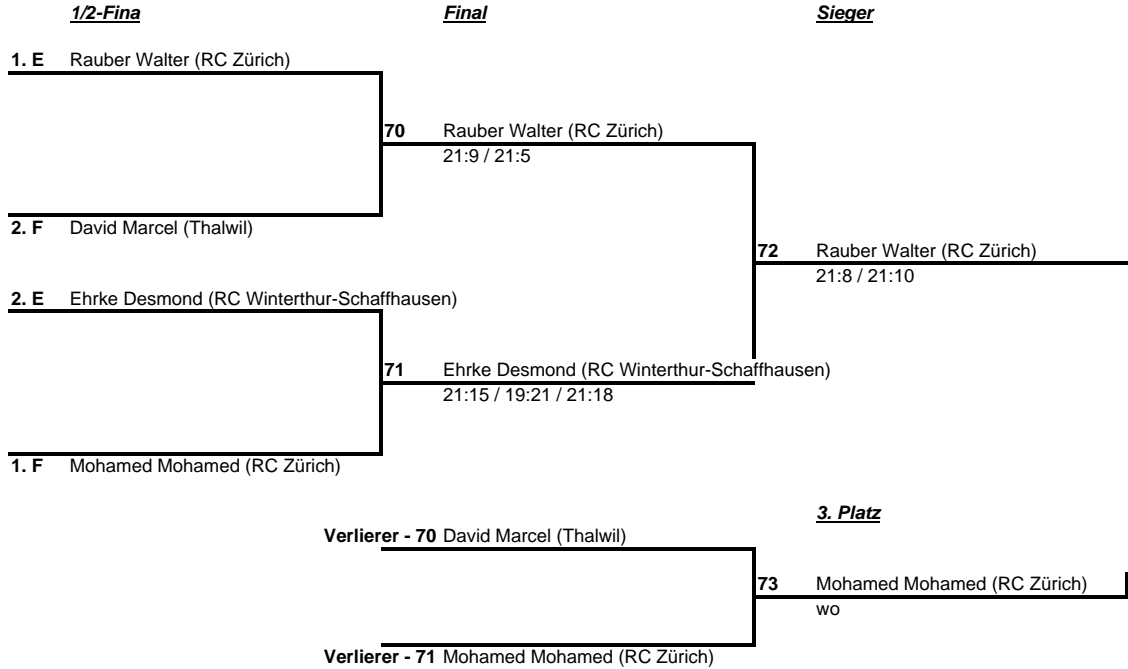 1/2-Fina Final Sieger
1. E Rauber Walter (RC Zürich)
70 Rauber Walter (RC Zürich)
21:9 / 21:5
2. F David Marcel (Thalwil)
72 Rauber Walter (RC Zürich)
21:8 / 21:10
2. E Ehrke Desmond (RC Winterthur-Schaffhausen)
71 Ehrke Desmond (RC Winterthur-Schaffhausen)
21:15 / 19:21 / 21:18
1. F Mohamed Mohamed (RC Zürich)
3. Platz
Verlierer - 70 David Marcel (Thalwil)
73 Mohamed Mohamed (RC Zürich)
wo
Verlierer - 71 Mohamed Mohamed (RC Zürich)